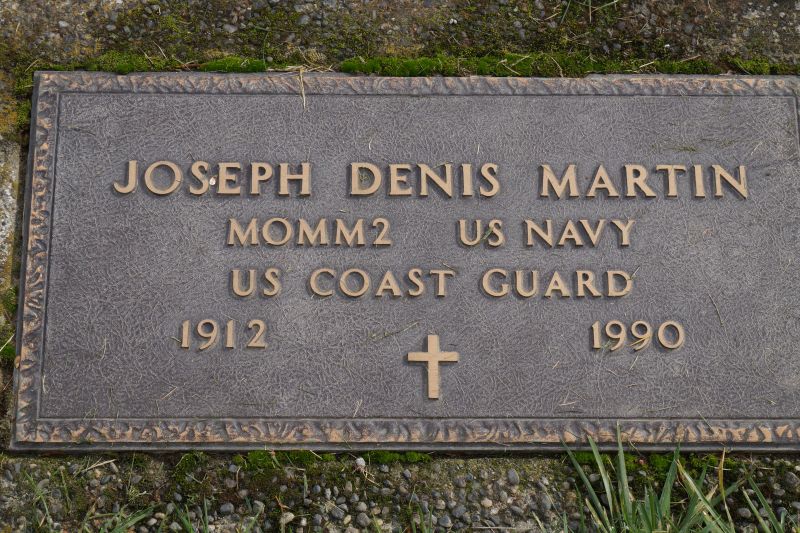 JOSEPH DENIS MARTIN
MOMM2 US NAVY
US COAST GUARD
1912 1990